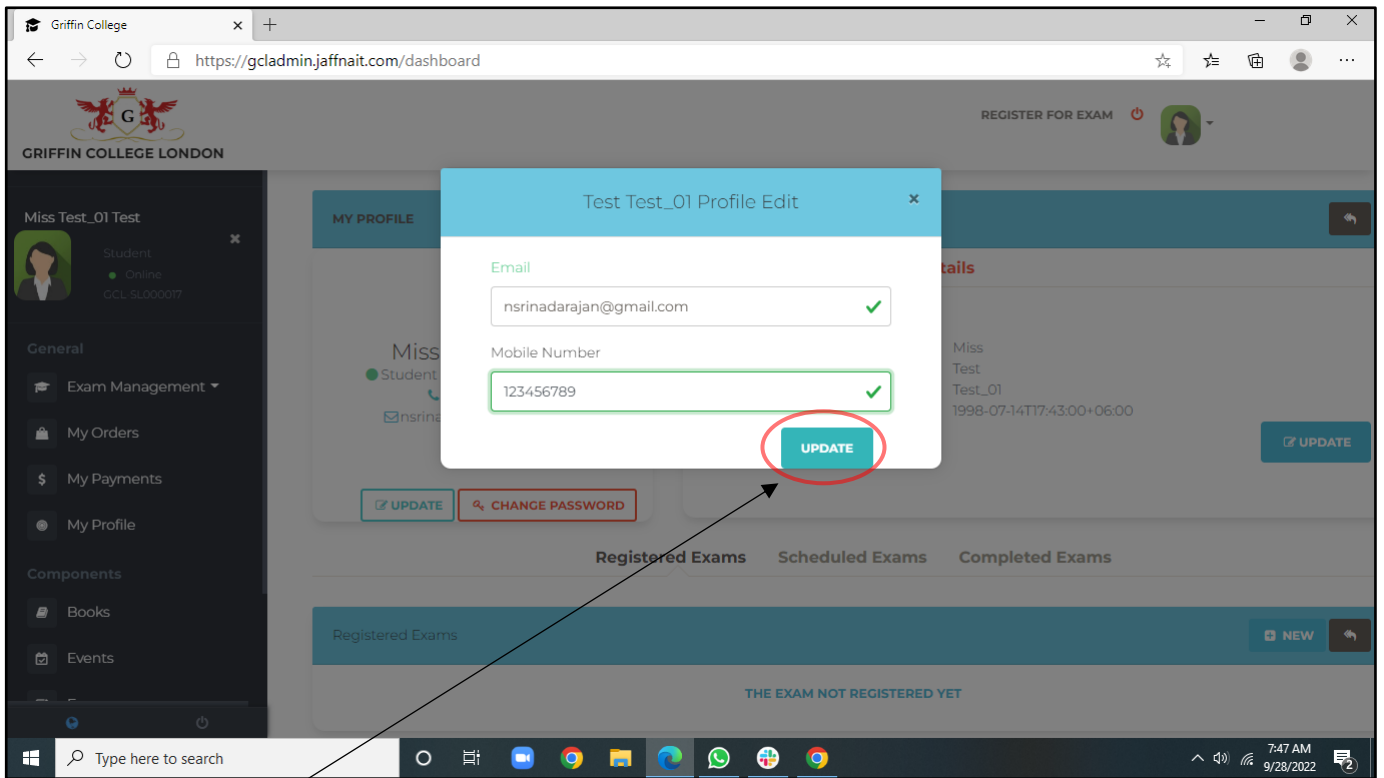 Griffin College
https://gcladmin.jaffnait.com/dashboard
G
GRIFFIN COLLEGE LONDON
REGISTER FOR EXAM
Miss Test_01 Test
Student
Online
GCL-SL000017
General
Exam Management
My Orders
$ My Payments
My Profile
Components
Books
Events
MY PROFILE
Test Test_01 Profile Edit
Email
nsrinadarajan@gmail.com
Mobile Number
123456789
UPDATE
tails
Miss
Student
nsrina
Miss
Test
Test_01
1998-07-14T17:43:00+06:00
UPDATE
UPDATE
CHANGE PASSWORD
Registered Exams Scheduled Exams Completed Exams
Registered Exams
NEW
THE EXAM NOT REGISTERED YET
Type here to search
7:47 AM
9/28/2022
2